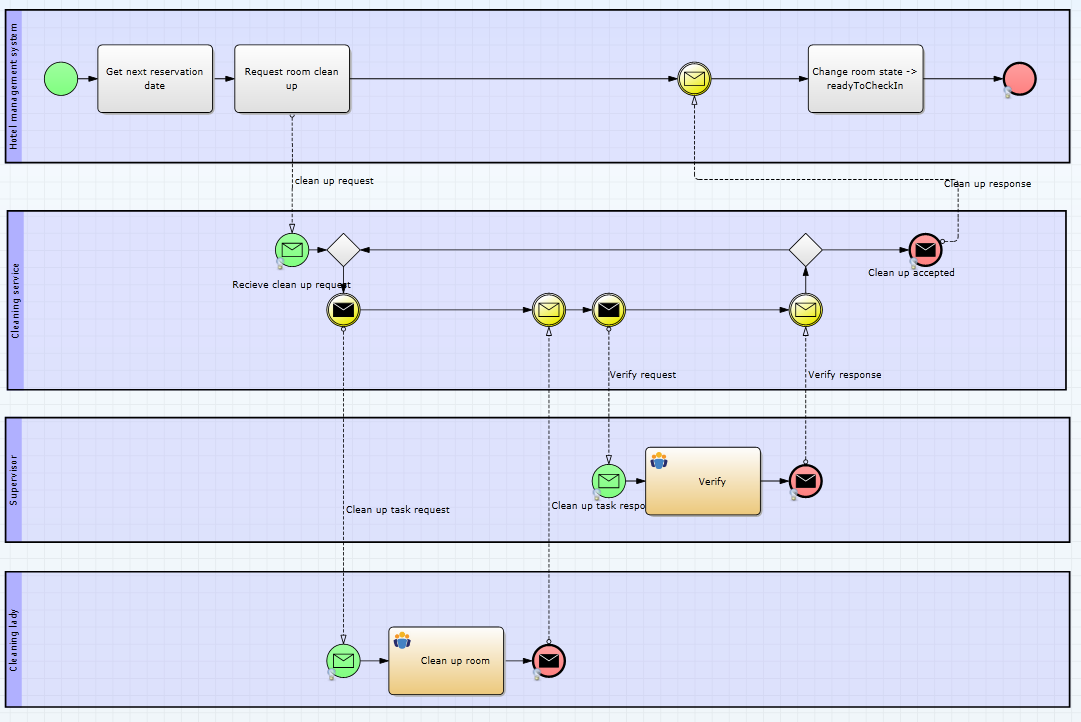 Hotel management system
Get next reservation
date
Request room clean
up
Change room state ->
readyToCheckIn
clean up request
Clean up response
Cleaning service
Recieve clean up request
Clean up accepted
Verify request
Verify response
Supervisor
Verify
Clean up task respo
Clean up task request
Cleaning lady
Clean up room